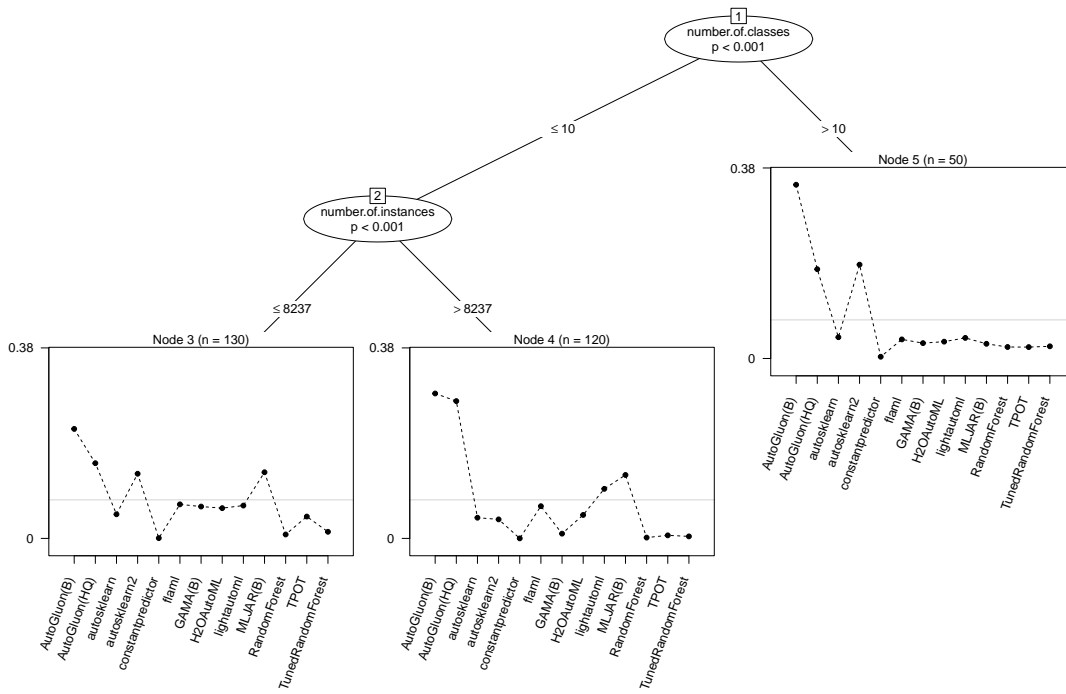 1
number.of.classes
p < 0.001
≤ 10
> 10
2
number.of.instances
p < 0.001
≤ 8237
> 8237
Node 3 (n = 130)
0.38
0
AutoGluon(B)
AutoGluon(HQ)
autosklearn
autosklearn2
constantpredictor
flaml
GAMA(B)
H2OAutoML
lightautoml
MLJAR(B)
RandomForest
TPOT
TunedRandomForest
Node 4 (n = 120)
0.38
0
AutoGluon(B)
AutoGluon(HQ)
autosklearn
autosklearn2
constantpredictor
flaml
GAMA(B)
H2OAutoML
lightautoml
MLJAR(B)
RandomForest
TPOT
TunedRandomForest
Node 5 (n = 50)
0.38
0
AutoGluon(B)
AutoGluon(HQ)
autosklearn
autosklearn2
constantpredictor
flaml
GAMA(B)
H2OAutoML
lightautoml
MLJAR(B)
RandomForest
TPOT
TunedRandomForest